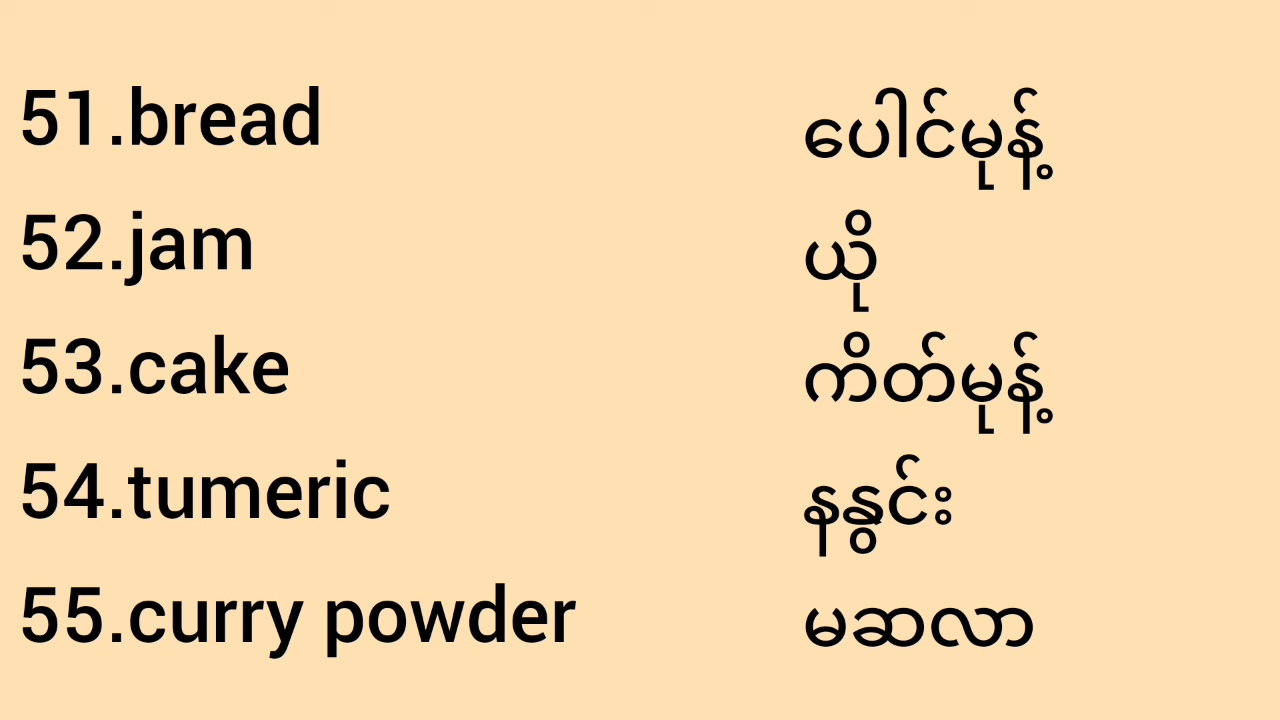 51.bread ပေါင်မုန့်
52.jam ယို
53.cake ကိတ်မုန့်
54.tumeric နနွင်း
55.curry powder မဆလာ